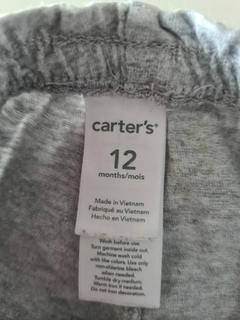 carter's®
12
months/mois
Made in Vietnam
Fabriqué au Vietnam
Hecho en Vietnam
Wash before use
Turn garment inside out.
Machine wash cold
with like colors. Use only
non-chlorine bleach
when needed.
Tumble dry medium.
Warm iron if needed.
Do not iron decoration.